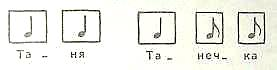 Та – ня Та – неч – ка